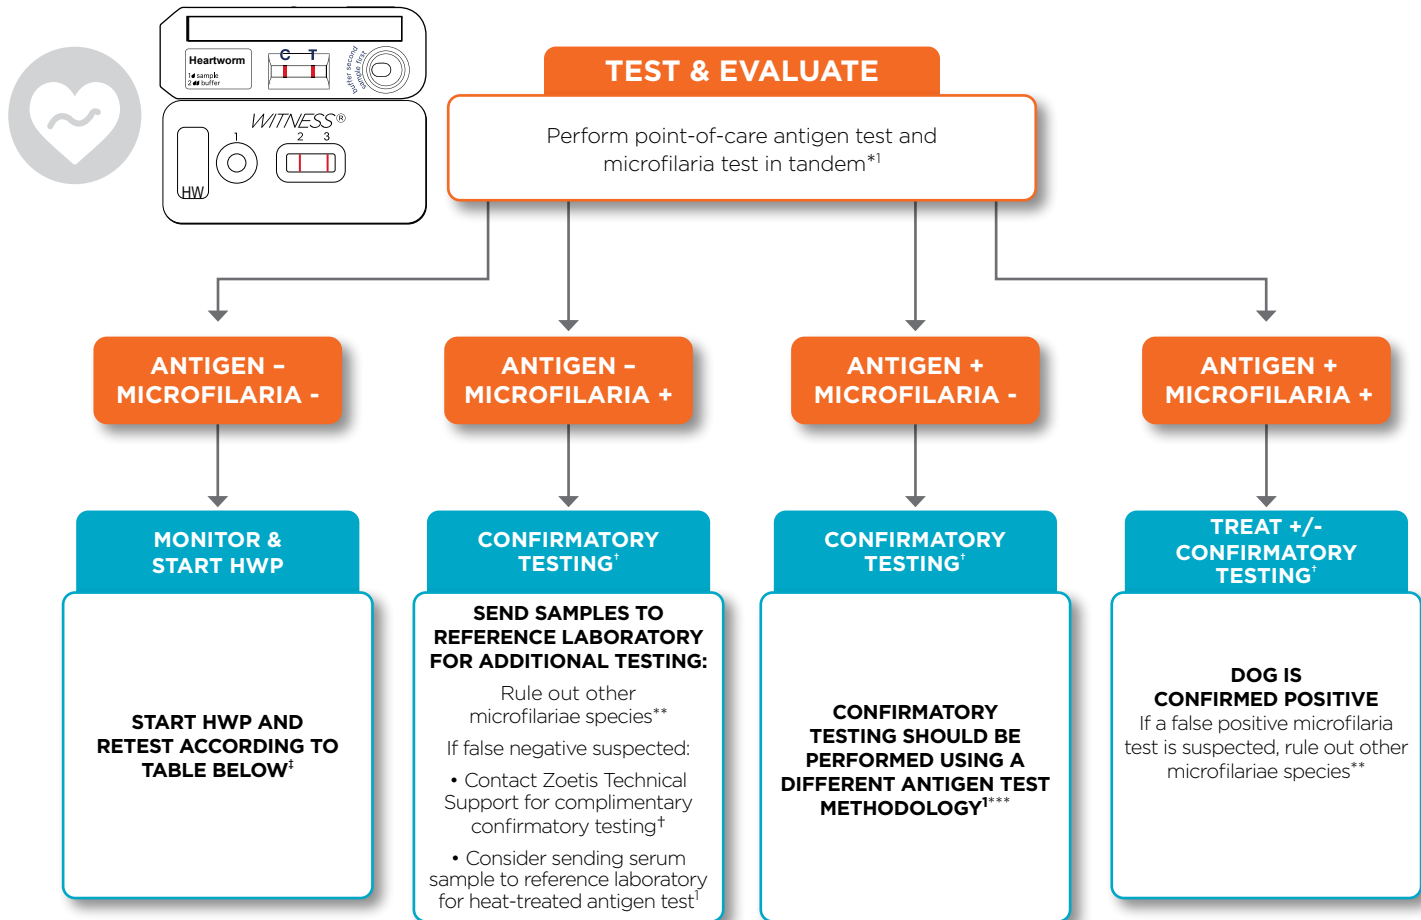 Heartworm
1 sample
2 buffer
C T
buffer second
sample first
WITNESS®
1
2 3
HW
TEST & EVALUATE
Perform point-of-care antigen test and
microfilaria test in tandem*1
ANTIGEN –
MICROFILARIA -
ANTIGEN –
MICROFILARIA +
ANTIGEN +
MICROFILARIA -
ANTIGEN +
MICROFILARIA +
MONITOR &
START HWP
START HWP AND
RETEST ACCORDING TO
TABLE BELOW‡
CONFIRMATORY
TESTING†
SEND SAMPLES TO
REFERENCE LABORATORY
FOR ADDITIONAL TESTING:
Rule out other
microfilariae species**
If false negative suspected:
• Contact Zoetis Technical
Support for complimentary
confirmatory testing†
• Consider sending serum
sample to reference laboratory
for heat-treated antigen test1
CONFIRMATORY
TESTING†
CONFIRMATORY
TESTING SHOULD BE
PERFORMED USING A
DIFFERENT ANTIGEN TEST
METHODOLOGY1***
TREAT +/-
CONFIRMATORY
TESTING†
DOG IS
CONFIRMED POSITIVE
If a false positive microfilaria
test is suspected, rule out other
microfilariae species**